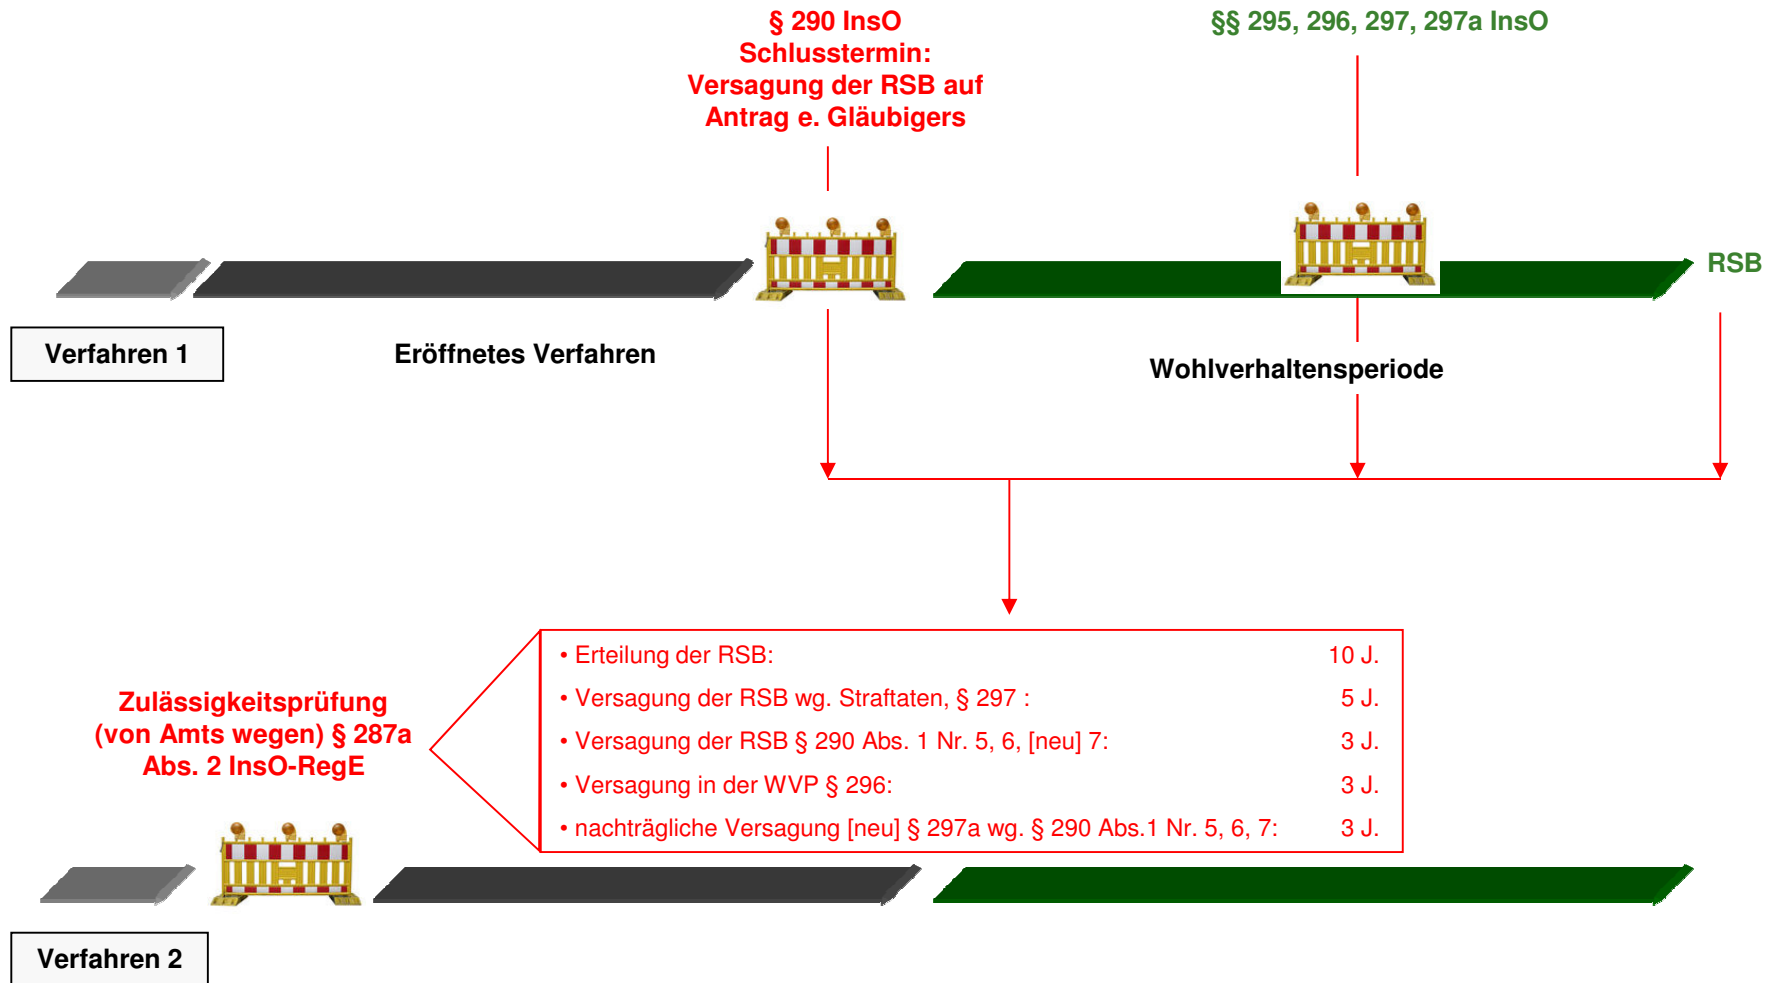 § 290 InsO
Schlusstermin:
Versagung der RSB auf
Antrag e. Gläubigers
§§ 295, 296, 297, 297a InsO
RSB
Verfahren 1
Eröffnetes Verfahren
Wohlverhaltensperiode
Zulässigkeitsprüfung
(von Amts wegen) § 287a
Abs. 2 InsO-RegE
• Erteilung der RSB: 10 J.
• Versagung der RSB wg. Straftaten, § 297 : 5 J.
• Versagung der RSB § 290 Abs. 1 Nr. 5, 6, [neu] 7: 3 J.
• Versagung in der WVP § 296: 3 J.
• nachträgliche Versagung [neu] § 297a wg. § 290 Abs.1 Nr. 5, 6, 7: 3 J.
Verfahren 2